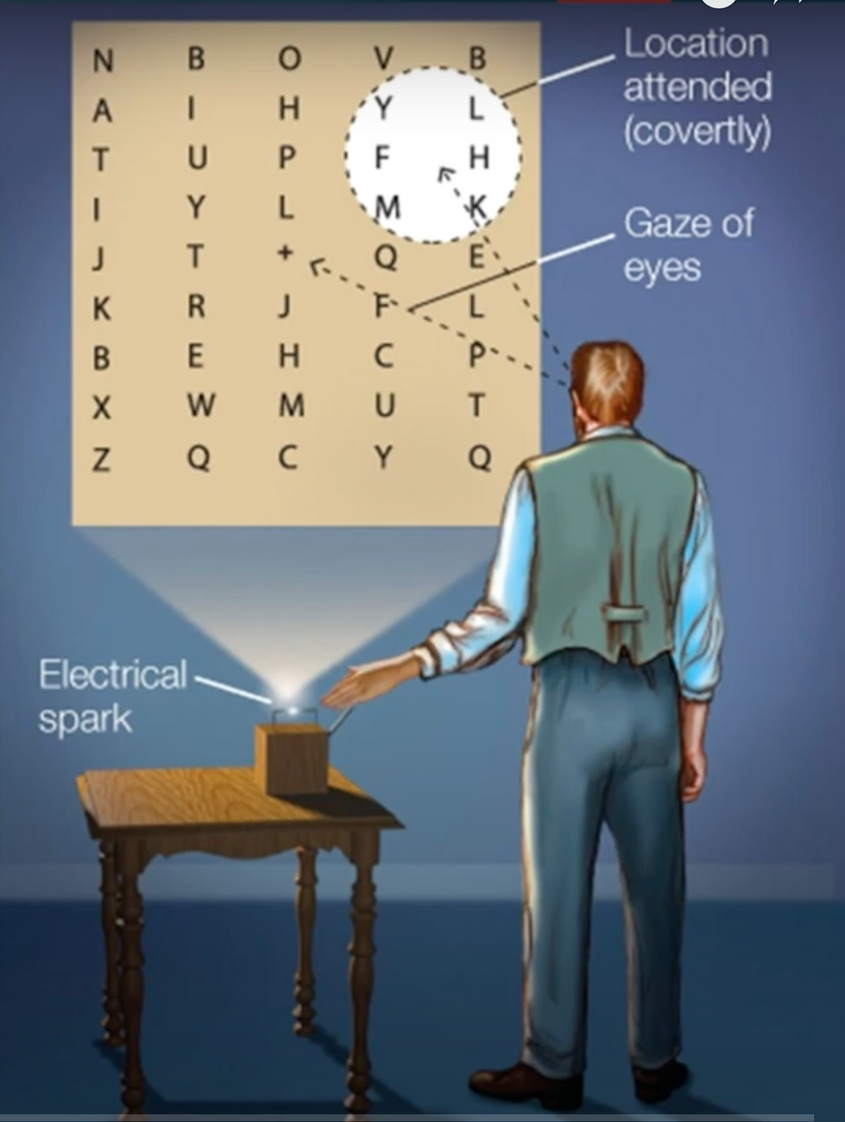 Location
attended
(covertly)
Gaze of
eyes
N B O V B
A I H Y L
T U P F H
I Y L M K
J T + Q E
K R J F L
B E H C P
X W M U T
Z Q C Y Q
Electrical
spark